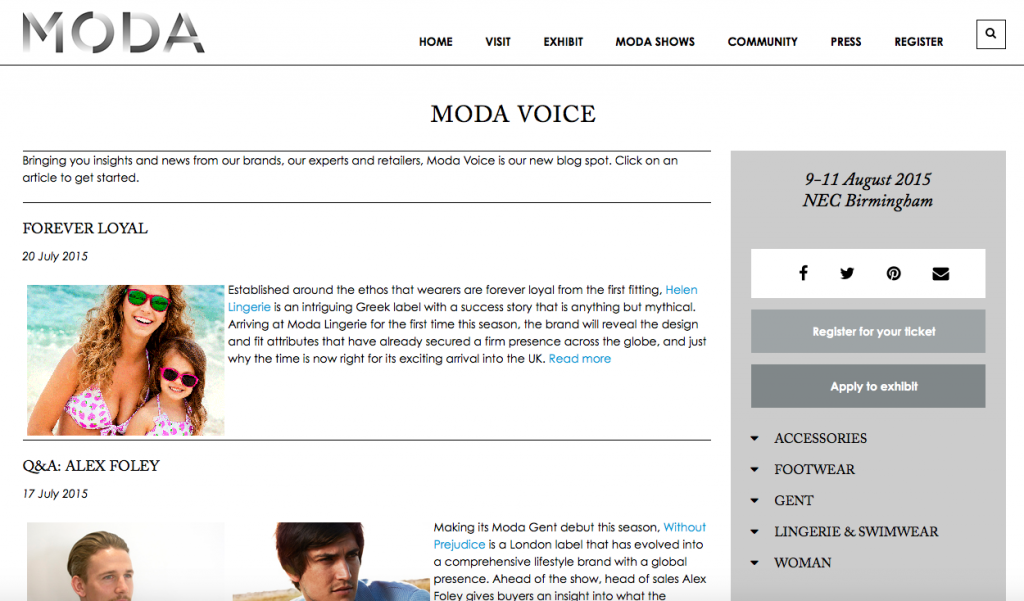 MODA
HOME VISIT EXHIBIT MODA SHOWS COMMUNITY PRESS REGISTER
MODA VOICE
Bringing you insights and news from our brands, our experts and retailers, Moda Voice is our new blog spot. Click on an
article to get started.
FOREVER LOYAL
20 July 2015
Established around the ethos that wearers are forever loyal from the first fitting, Helen
Lingerie is an intriguing Greek label with a success story that is anything but mythical.
Arriving at Moda Lingerie for the first time this season, the brand will reveal the design
and fit attributes that have already secured a firm presence across the globe, and just
why the time is now right for its exciting arrival into the UK. Read more
Q&A: ALEX FOLEY
17 July 2015
Making its Moda Gent debut this season, Without
Prejudice is a London label that has evolved into
a comprehensive lifestyle brand with a global
presence. Ahead of the show, head of sales Alex
Foley gives buyers an insight into what the
9-11 August 2015
NEC Birmingham
Register for your ticket
Apply to exhibit
ACCESSORIES
FOOTWEAR
GENT
LINGERIE & SWIMWEAR
WOMAN